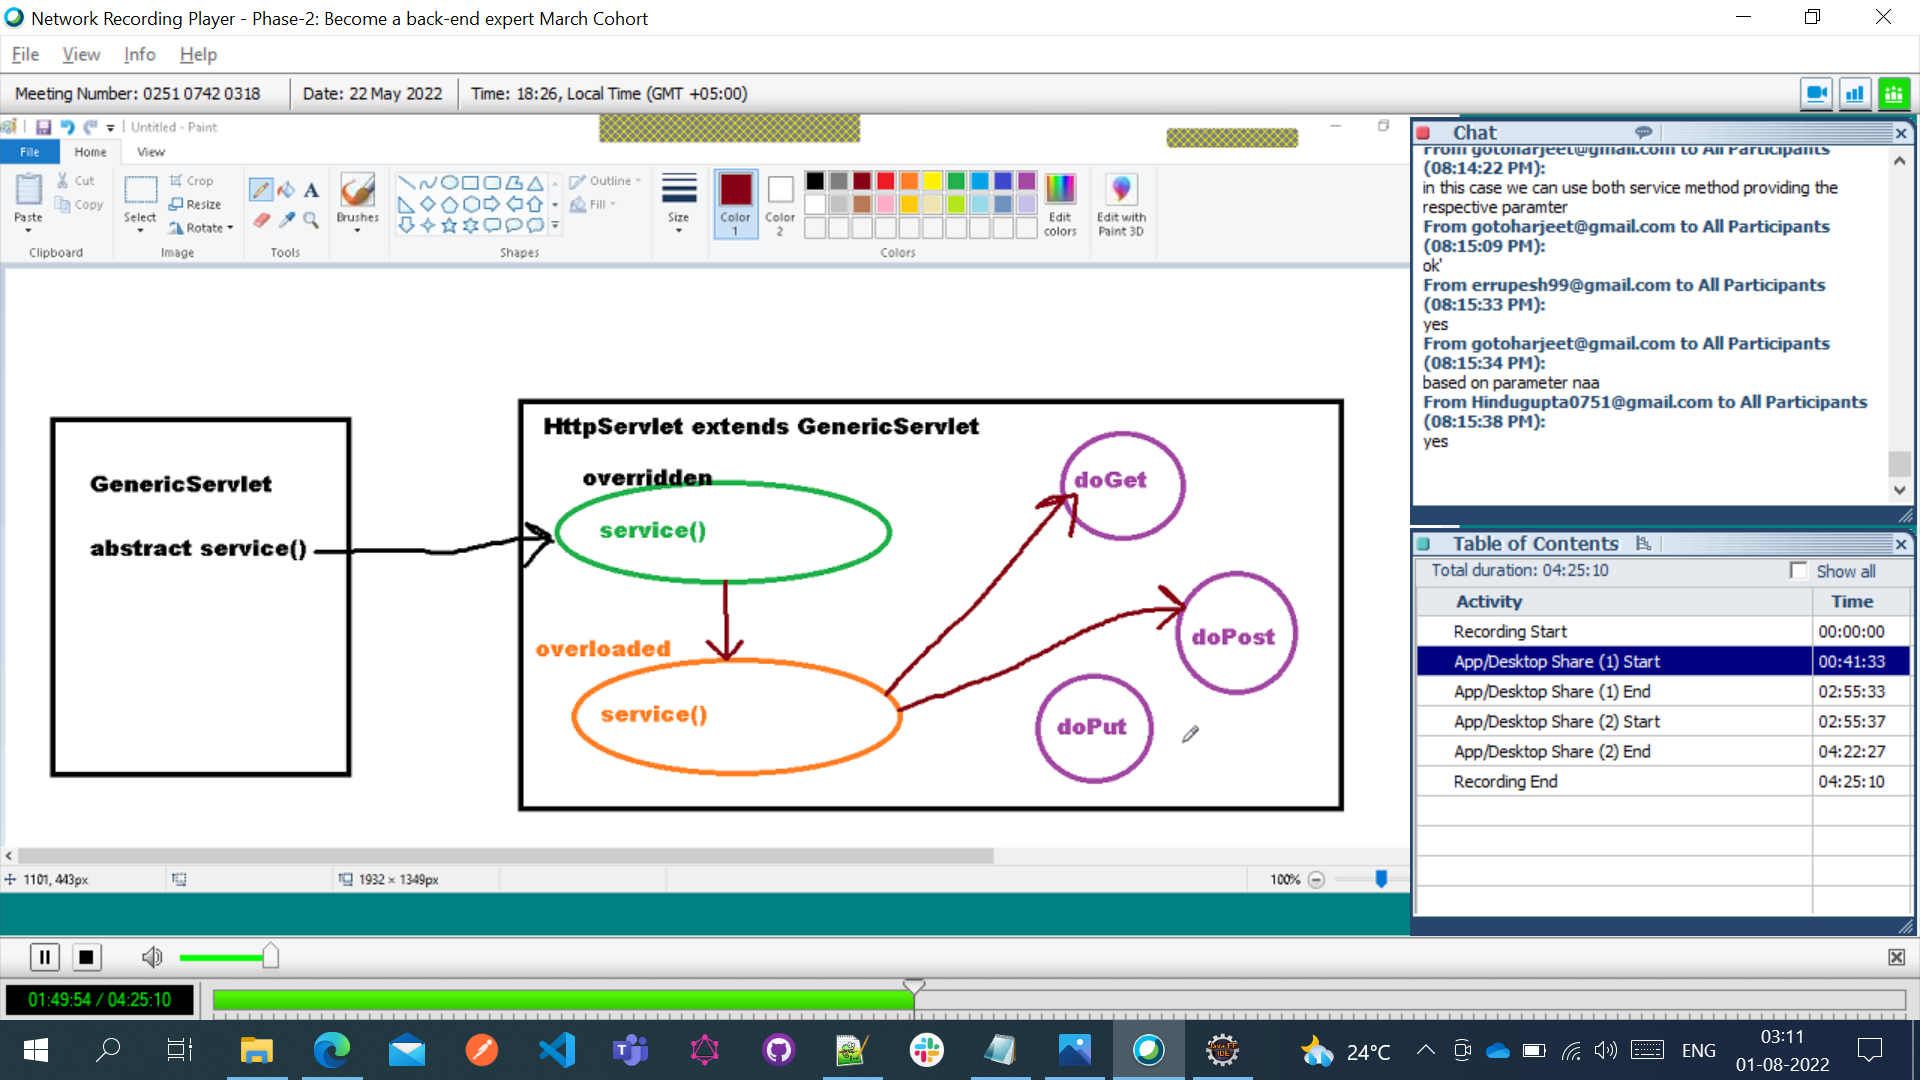 Network Recording Player - Phase-2: Become a back-end expert March Cohort
File View Info Help
Meeting Number: 0251 0742 0318
Date: 22 May 2022
Time: 18:26, Local Time (GMT +05:00)
Untitled - Paint
File Home View
Paste
Cut
Copy
Clipboard
Select
Crop
Resize
Rotate
Image
Tools
Brushes
Shapes
Outline
Fill
Size
Color 1
Color 2
Colors
Edit colors
Edit with Paint 3D
GenericServlet
abstract service()
HttpServlet extends GenericServlet
overridden
service()
overloaded
service()
doGet
doPost
doPut
1101, 443px
1932 × 1349px
100%
Chat
From gotoharjeet@gmail.com to All Participants
(08:14:22 PM):
in this case we can use both service method providing the
respective paramter
From gotoharjeet@gmail.com to All Participants
(08:15:09 PM):
ok'
From errupesh99@gmail.com to All Participants
(08:15:33 PM):
yes
From gotoharjeet@gmail.com to All Participants
(08:15:34 PM):
based on parameter naa
From Hindugupta0751@gmail.com to All Participants
(08:15:38 PM):
yes
Table of Contents
Total duration: 04:25:10
Show all
Activity Time
Recording Start 00:00:00
App/Desktop Share (1) Start 00:41:33
App/Desktop Share (1) End 02:55:33
App/Desktop Share (2) Start 02:55:37
App/Desktop Share (2) End 04:22:27
Recording End 04:25:10
01:49:54 / 04:25:10
24°C
ENG
03:11
01-08-2022